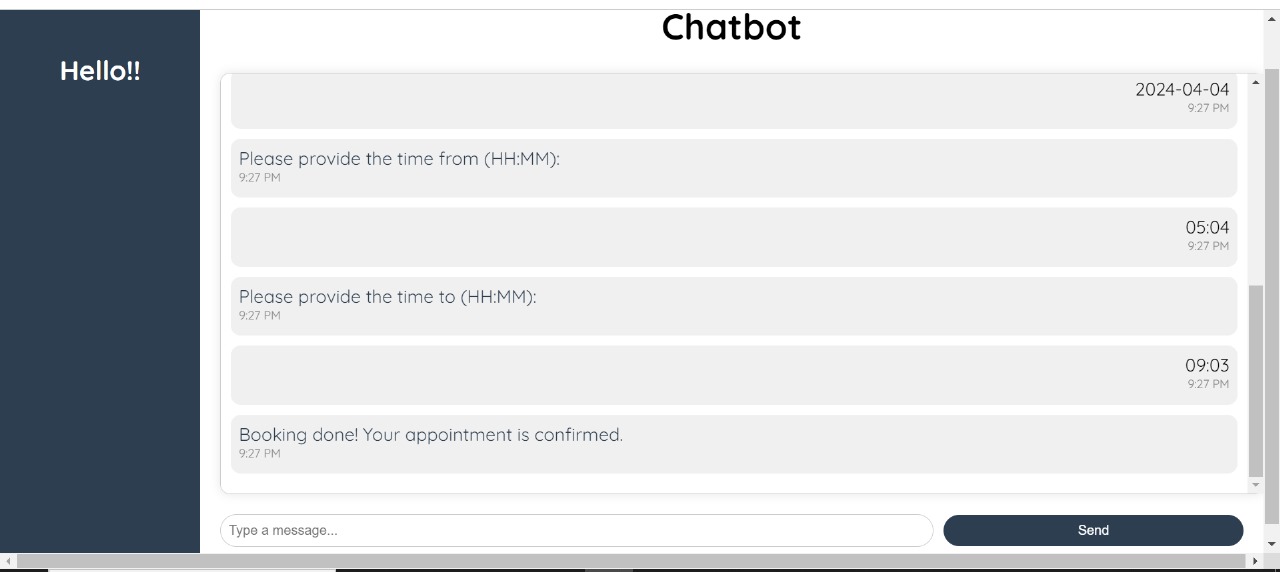 Chatbot
Hello!!
2024-04-04
9:27 PM
Please provide the time from (HH:MM):
9:27 PM
05:04
9:27 PM
Please provide the time to (HH:MM):
9:27 PM
09:03
9:27 PM
Booking done! Your appointment is confirmed.
9:27 PM
Type a message...
Send